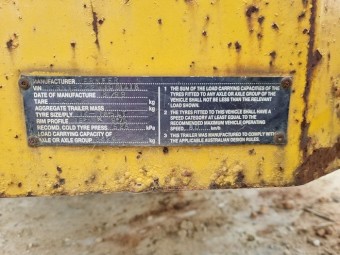 MANUFACTURER
VIN
DATE OF MANUFACTURE
TARE kg
AGGREGATE TRAILER MASS kg
TYRE SIZE/PLY
RIM PROFILE
RECOMD. COLD TYRE PRESS. kPa
LOAD CARRYING CAPACITY OF
AXLE OR AXLE GROUP kg
1 THE SUM OF THE LOAD CARRYING CAPACITIES OF THE
TYRES FITTED TO ANY AXLE OR AXLE GROUP OF THE
VEHICLE SHALL NOT BE LESS THAN THE RELEVANT
LOAD SHOWN.
2 THE TYRES FITTED TO THIS VEHICLE SHALL HAVE A
SPEED CATEGORY AT LEAST EQUAL TO THE
RECOMMENDED MAXIMUM VEHICLE OPERATING
SPEED km/h
3 THIS TRAILER WAS MANUFACTURED TO COMPLY WITH
THE APPLICABLE AUSTRALIAN DESIGN RULES.